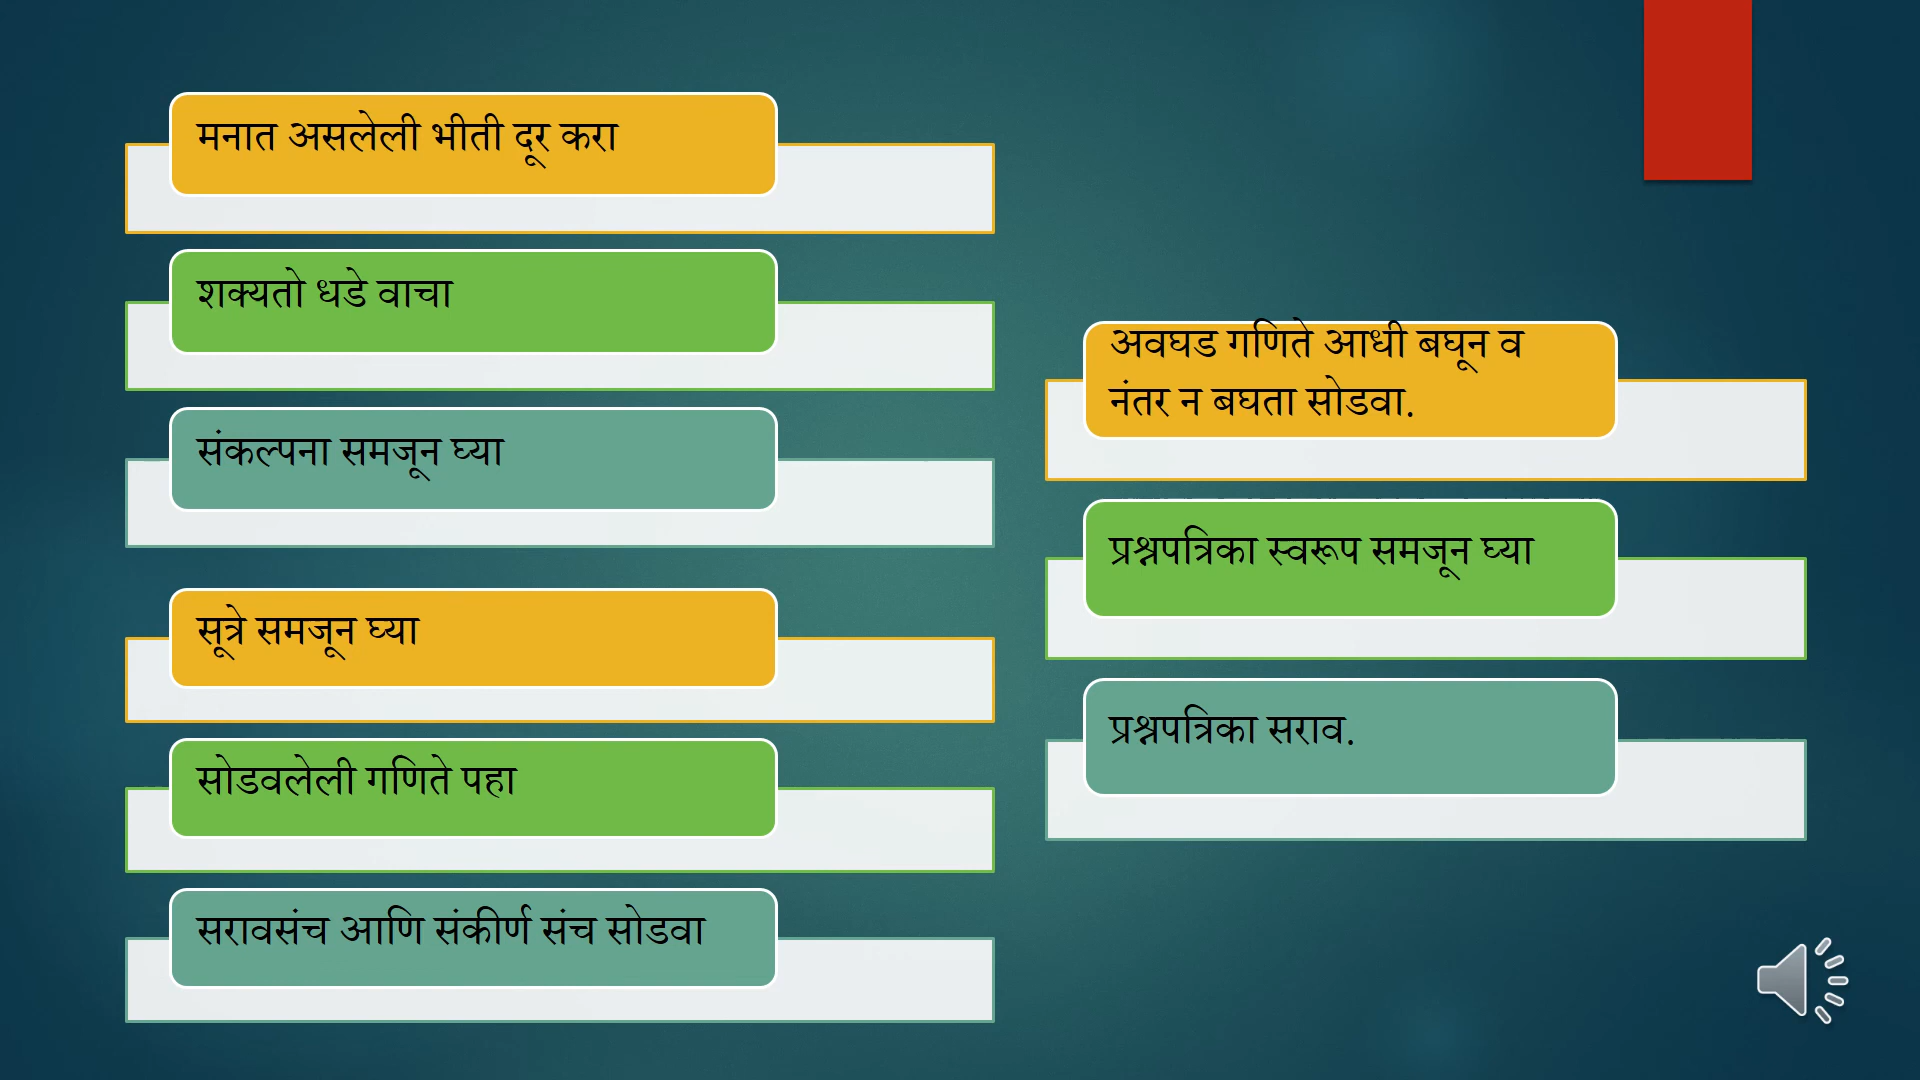 मनात असलेली भीती दूर करा
शक्यतो धडे वाचा
संकल्पना समजून घ्या
सूत्रे समजून घ्या
सोडवलेली गणिते पहा
सरावसंच आणि संकीर्ण संच सोडवा
अवघड गणिते आधी बघून व
नंतर न बघता सोडवा.
प्रश्नपत्रिका स्वरूप समजून घ्या
प्रश्नपत्रिका सराव.